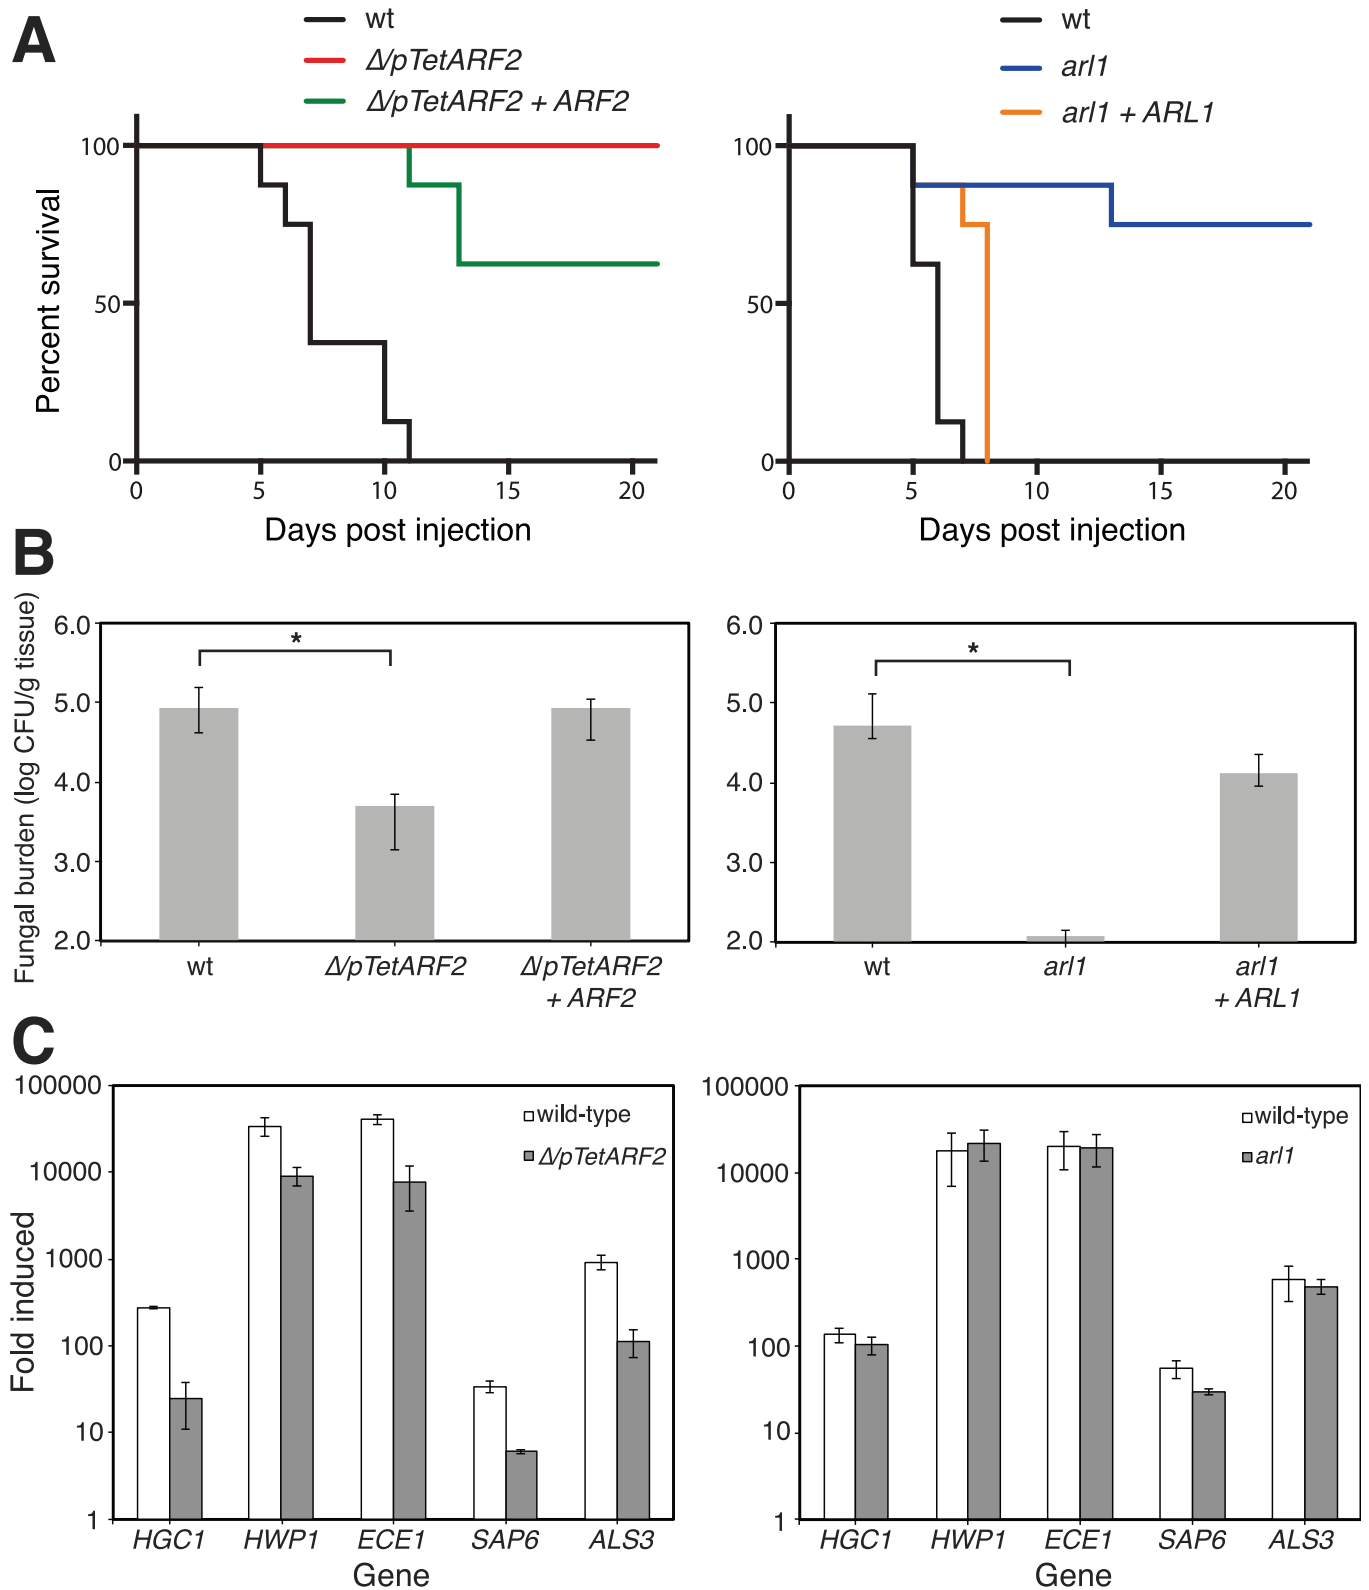 A
wt
Δ/pTetARF2
Δ/pTetARF2 + ARF2
wt
arl1
arl1 + ARL1
Percent survival
100
50
0
0 5 10 15 20
Days post injection
100
50
0
0 5 10 15 20
Days post injection
B
Fungal burden (log CFU/g tissue)
6.0
5.0
4.0
3.0
2.0
*
wt Δ/pTetARF2 Δ/pTetARF2
+ ARF2
6.0
5.0
4.0
3.0
2.0
*
wt arl1 arl1
+ ARL1
C
Fold induced
100000
10000
1000
100
10
1
wild-type
Δ/pTetARF2
HGC1 HWP1 ECE1 SAP6 ALS3
Gene
100000
10000
1000
100
10
1
wild-type
arl1
HGC1 HWP1 ECE1 SAP6 ALS3
Gene